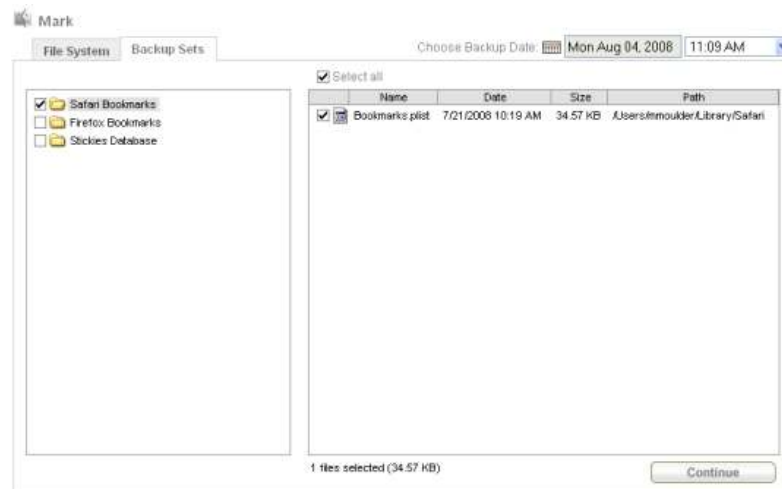 Mark
File System
Backup Sets
Choose Backup Date:
Mon Aug 04, 2008
11:09 AM
Select all
Safari Bookmarks
Firefox Bookmarks
Stickies Database
Name Date Size Path
Bookmarks.plist 7/21/2008 10:19 AM 34.57 KB /Users/mmoulder/Library/Safari
1 files selected (34.57 KB)
Continue